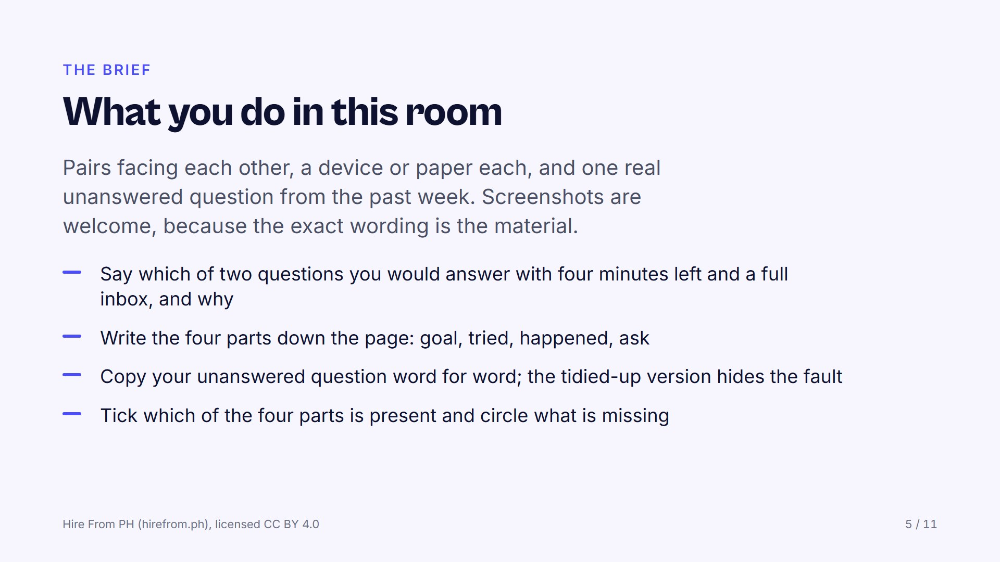 THE BRIEF
What you do in this room
Pairs facing each other, a device or paper each, and one real
unanswered question from the past week. Screenshots are
welcome, because the exact wording is the material.
Say which of two questions you would answer with four minutes left and a full
inbox, and why
Write the four parts down the page: goal, tried, happened, ask
Copy your unanswered question word for word; the tidied-up version hides the fault
Tick which of the four parts is present and circle what is missing
Hire From PH (hirefrom.ph), licensed CC BY 4.0
5 / 11